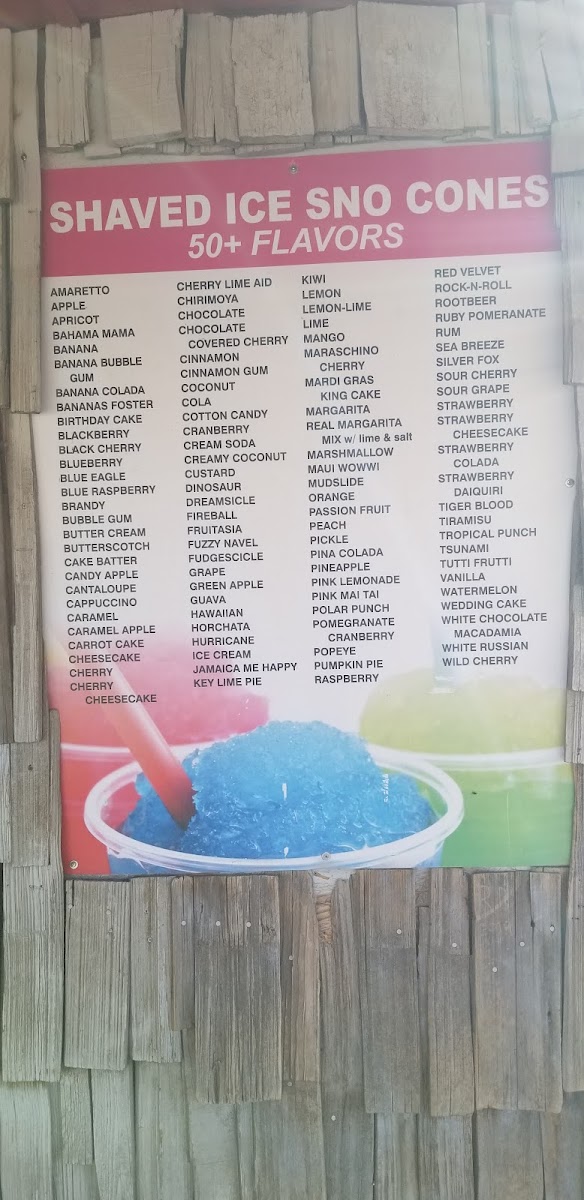 SHAVED ICE SNO CONES
50+ FLAVORS
AMARETTO
APPLE
APRICOT
BAHAMA MAMA
BANANA
BANANA BUBBLE
GUM
BANANA COLADA
BANANAS FOSTER
BIRTHDAY CAKE
BLACKBERRY
BLACK CHERRY
BLUEBERRY
BLUE EAGLE
BLUE RASPBERRY
BRANDY
BUBBLE GUM
BUTTER CREAM
BUTTERSCOTCH
CAKE BATTER
CANDY APPLE
CANTALOUPE
CAPPUCCINO
CARAMEL
CARAMEL APPLE
CARROT CAKE
CHEESECAKE
CHERRY
CHERRY
CHEESECAKE
CHERRY LIME AID
CHIRIMOYA
CHOCOLATE
CHOCOLATE
COVERED CHERRY
CINNAMON
CINNAMON GUM
COCONUT
COLA
COTTON CANDY
CRANBERRY
CREAM SODA
CREAMY COCONUT
CUSTARD
DINOSAUR
DREAMSICLE
FIREBALL
FRUITASIA
FUZZY NAVEL
FUDGESCICLE
GRAPE
GREEN APPLE
GUAVA
HAWAIIAN
HORCHATA
HURRICANE
ICE CREAM
JAMAICA ME HAPPY
KEY LIME PIE
KIWI
LEMON
LEMON-LIME
LIME
MANGO
MARASCHINO
CHERRY
MARDI GRAS
KING CAKE
MARGARITA
REAL MARGARITA
MIX w/ lime & salt
MARSHMALLOW
MAUI WOWWI
MUDSLIDE
ORANGE
PASSION FRUIT
PEACH
PICKLE
PINA COLADA
PINEAPPLE
PINK LEMONADE
PINK MAI TAI
POLAR PUNCH
POMEGRANATE
CRANBERRY
POPEYE
PUMPKIN PIE
RASPBERRY
RED VELVET
ROCK-N-ROLL
ROOTBEER
RUBY POMERANATE
RUM
SEA BREEZE
SILVER FOX
SOUR CHERRY
SOUR GRAPE
STRAWBERRY
STRAWBERRY
CHEESECAKE
STRAWBERRY
COLADA
STRAWBERRY
DAIQUIRI
TIGER BLOOD
TIRAMISU
TROPICAL PUNCH
TSUNAMI
TUTTI FRUTTI
VANILLA
WATERMELON
WEDDING CAKE
WHITE CHOCOLATE
MACADAMIA
WHITE RUSSIAN
WILD CHERRY